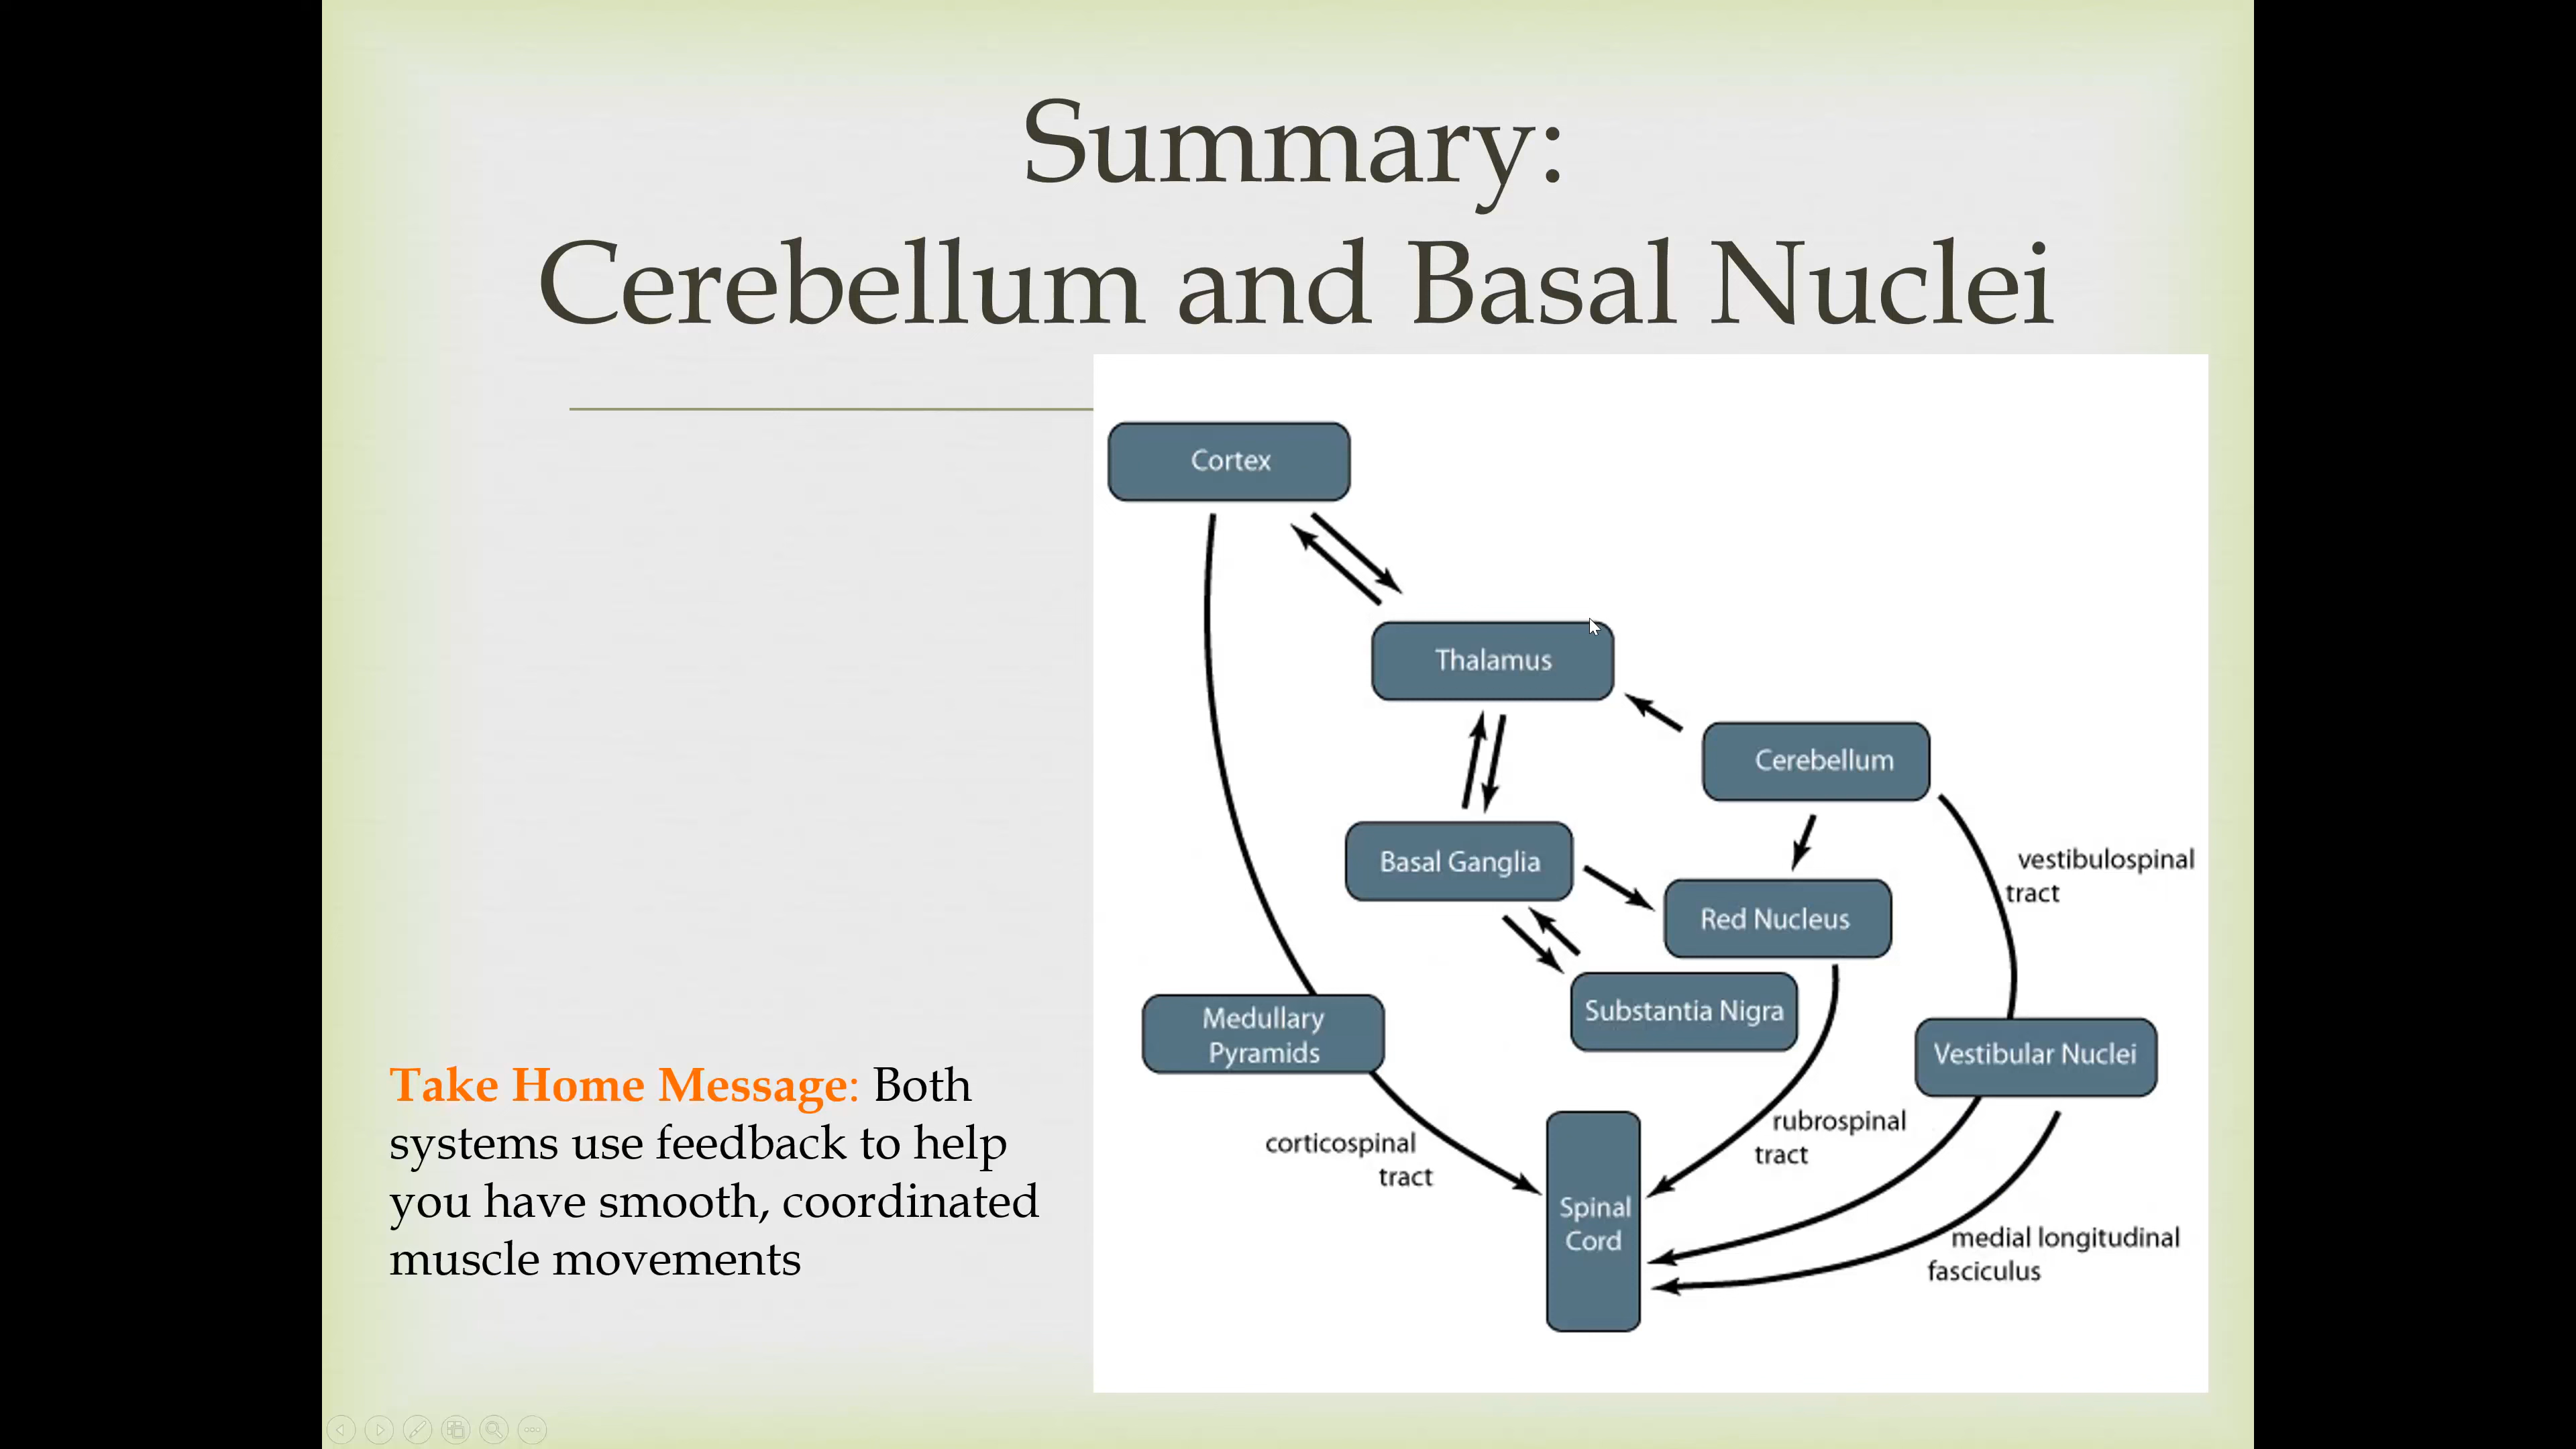 Summary:
Cerebellum and Basal Nuclei
Cortex
Thalamus
Cerebellum
vestibulospinal
tract
Basal Ganglia
Red Nucleus
Substantia Nigra
Medullary
Pyramids
Vestibular Nuclei
corticospinal
tract
rubrospinal
tract
Spinal
Cord
medial longitudinal
fasciculus
Take Home Message: Both
systems use feedback to help
you have smooth, coordinated
muscle movements